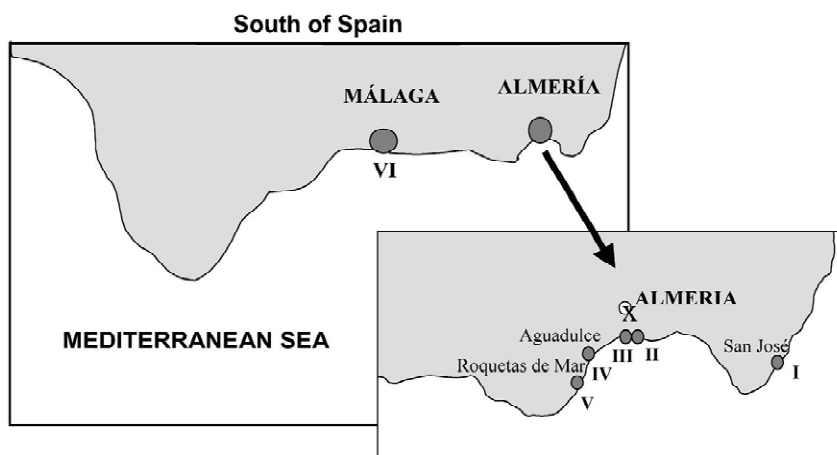 South of Spain
MÁLAGA
ALMERÍA
VI
MEDITERRANEAN SEA
ALMERIA
X
Aguadulce
III
II
San José
Roquetas de Mar
IV
I
V